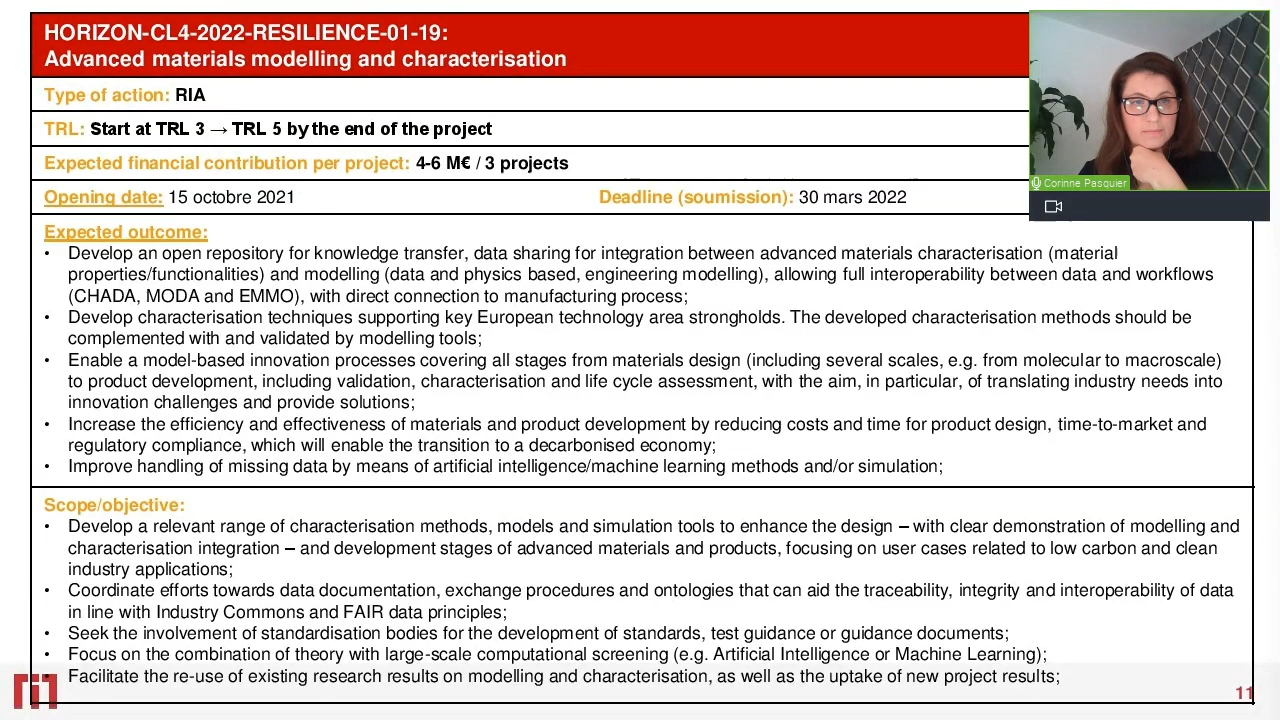 HORIZON-CL4-2022-RESILIENCE-01-19:
Advanced materials modelling and characterisation
Type of action: RIA
TRL: Start at TRL 3 → TRL 5 by the end of the project
Expected financial contribution per project: 4-6 M€ / 3 projects
Opening date: 15 octobre 2021 Deadline (soumission): 30 mars 2022
Corinne Pasquier
Expected outcome:
• Develop an open repository for knowledge transfer, data sharing for integration between advanced materials characterisation (material
properties/functionalities) and modelling (data and physics based, engineering modelling), allowing full interoperability between data and workflows
(CHADA, MODA and EMMO), with direct connection to manufacturing process;
• Develop characterisation techniques supporting key European technology area strongholds. The developed characterisation methods should be
complemented with and validated by modelling tools;
• Enable a model-based innovation processes covering all stages from materials design (including several scales, e.g. from molecular to macroscale)
to product development, including validation, characterisation and life cycle assessment, with the aim, in particular, of translating industry needs into
innovation challenges and provide solutions;
• Increase the efficiency and effectiveness of materials and product development by reducing costs and time for product design, time-to-market and
regulatory compliance, which will enable the transition to a decarbonised economy;
• Improve handling of missing data by means of artificial intelligence/machine learning methods and/or simulation;
Scope/objective:
• Develop a relevant range of characterisation methods, models and simulation tools to enhance the design – with clear demonstration of modelling and
characterisation integration – and development stages of advanced materials and products, focusing on user cases related to low carbon and clean
industry applications;
• Coordinate efforts towards data documentation, exchange procedures and ontologies that can aid the traceability, integrity and interoperability of data
in line with Industry Commons and FAIR data principles;
• Seek the involvement of standardisation bodies for the development of standards, test guidance or guidance documents;
• Focus on the combination of theory with large-scale computational screening (e.g. Artificial Intelligence or Machine Learning);
• Facilitate the re-use of existing research results on modelling and characterisation, as well as the uptake of new project results;
11